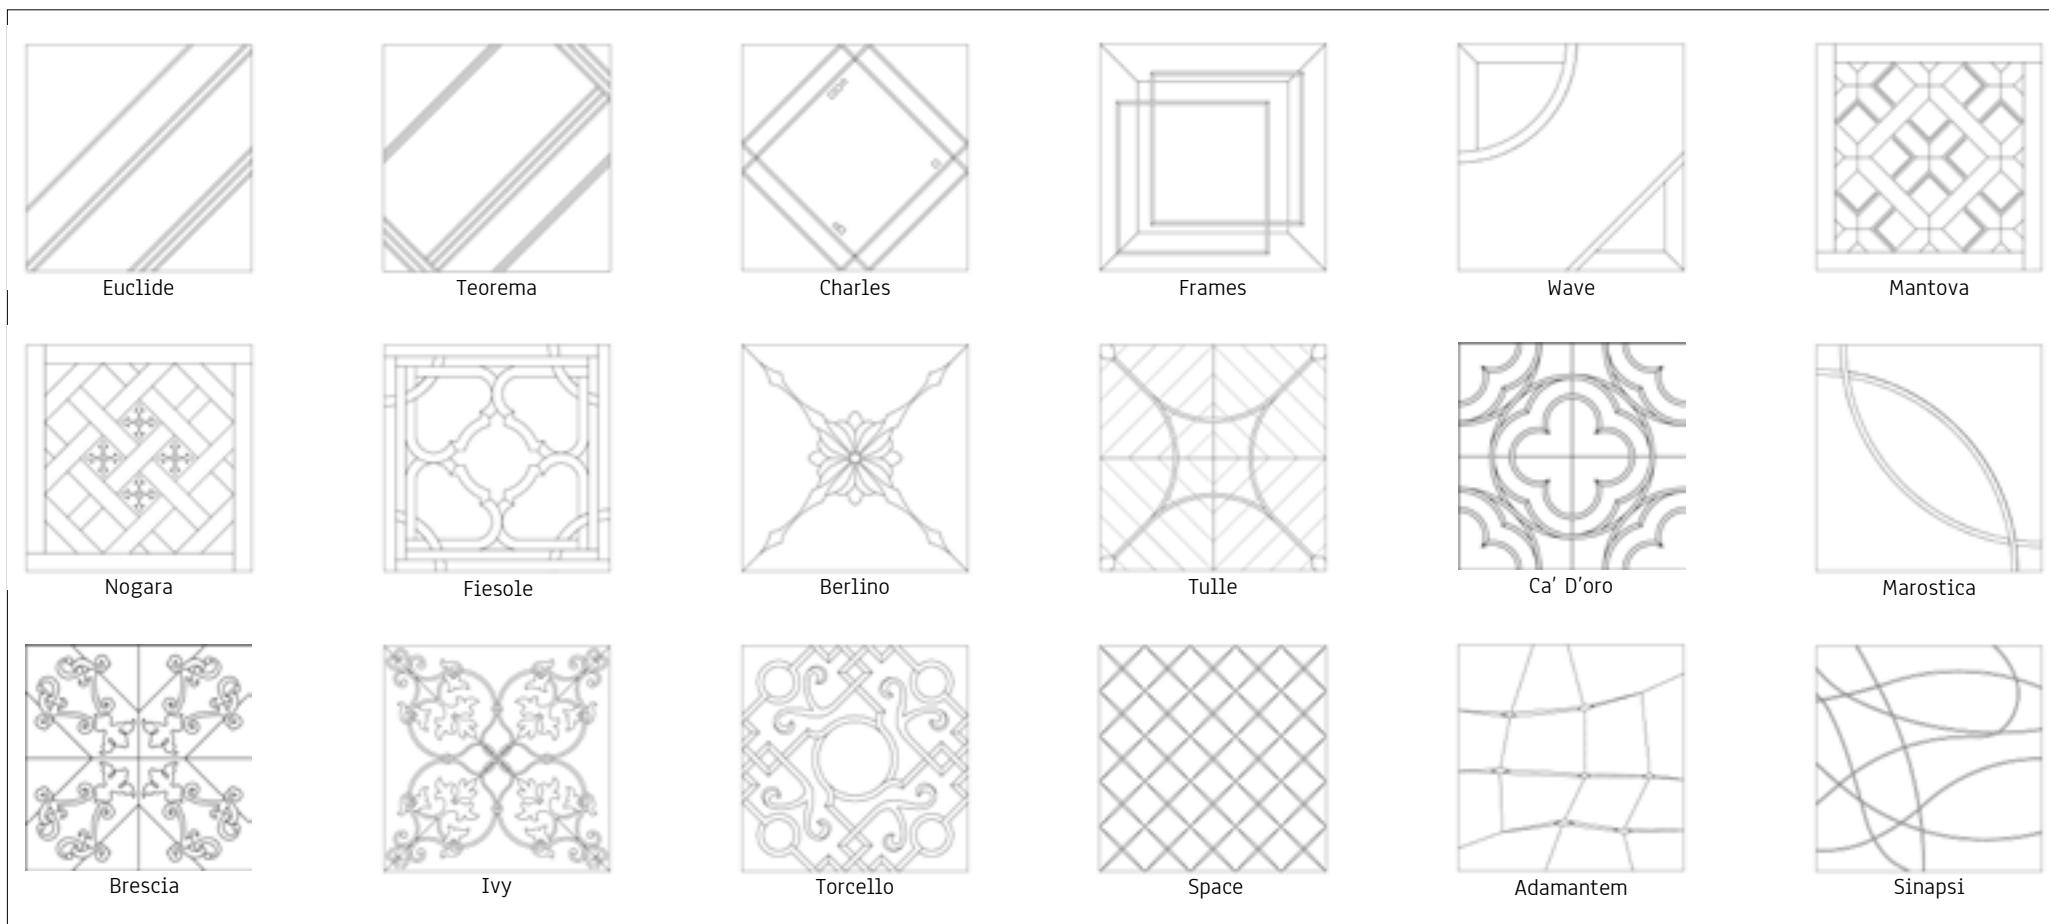 Euclide
Teorema
Charles
Frames
Wave
Mantova
Nogara
Fiesole
Berlino
Tulle
Ca' D'oro
Marostica
Brescia
Ivy
Torcello
Space
Adamantem
Sinapsi